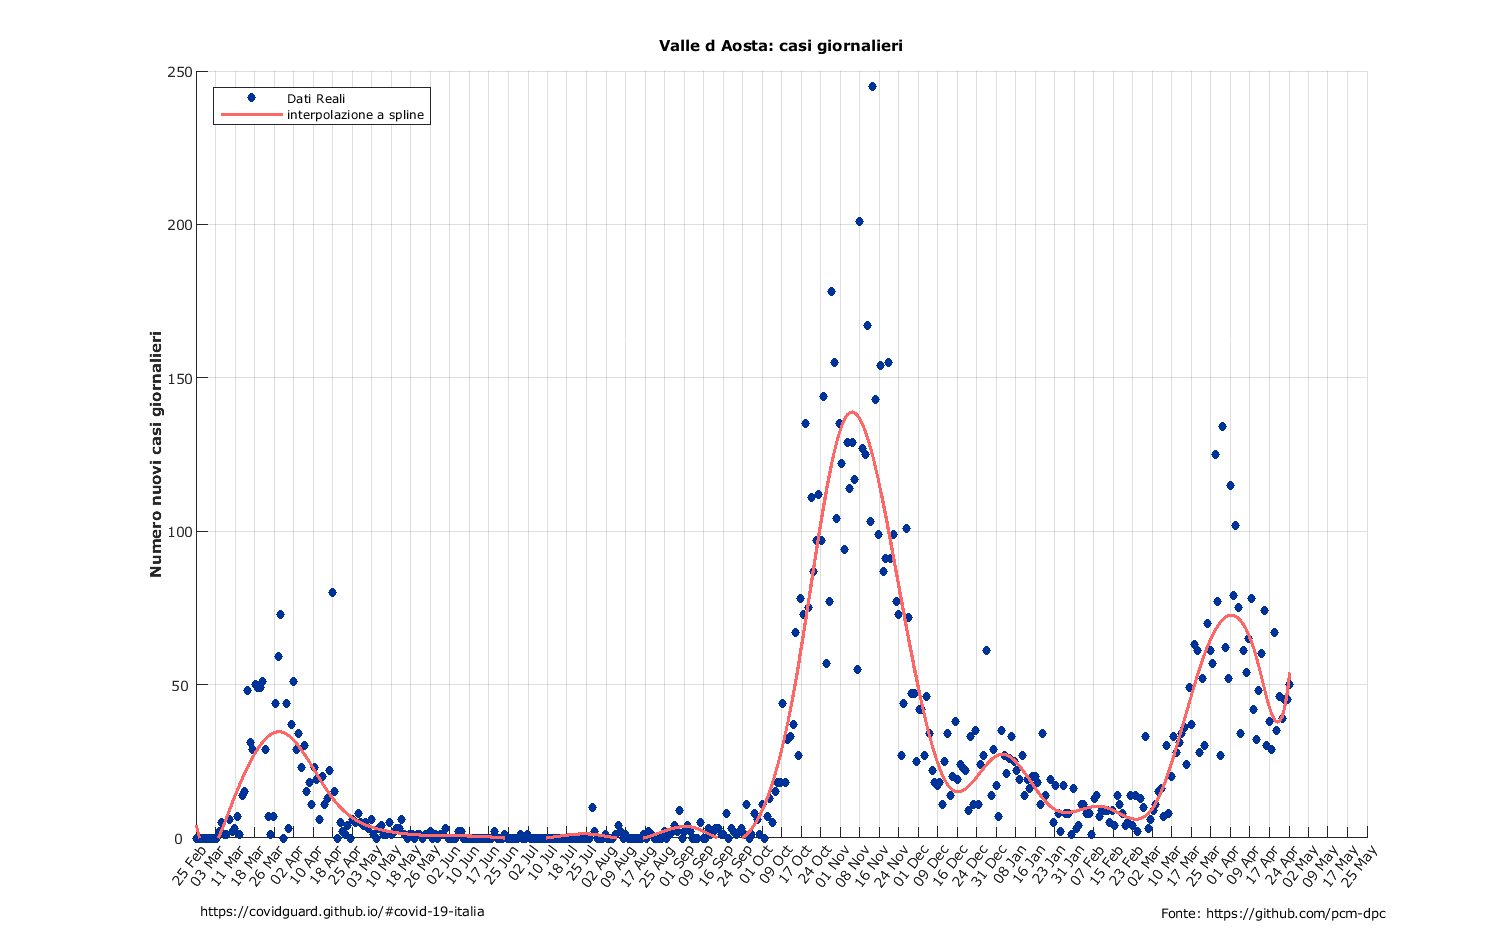 Valle d Aosta: casi giornalieri
Dati Reali
interpolazione a spline
Numero nuovi casi giornalieri
250
200
150
100
50
0
25 Feb
03 Mar
11 Mar
18 Mar
26 Mar
02 Apr
10 Apr
18 Apr
25 Apr
03 May
10 May
18 May
26 May
02 Jun
10 Jun
17 Jun
25 Jun
02 Jul
10 Jul
18 Jul
25 Jul
02 Aug
09 Aug
17 Aug
25 Aug
01 Sep
09 Sep
16 Sep
24 Sep
01 Oct
09 Oct
17 Oct
24 Oct
01 Nov
08 Nov
16 Nov
24 Nov
01 Dec
09 Dec
16 Dec
24 Dec
31 Dec
08 Jan
16 Jan
23 Jan
31 Jan
07 Feb
15 Feb
23 Feb
02 Mar
10 Mar
17 Mar
25 Mar
01 Apr
09 Apr
17 Apr
24 Apr
02 May
09 May
17 May
25 May
https://covidguard.github.io/#covid-19-italia
Fonte: https://github.com/pcm-dpc